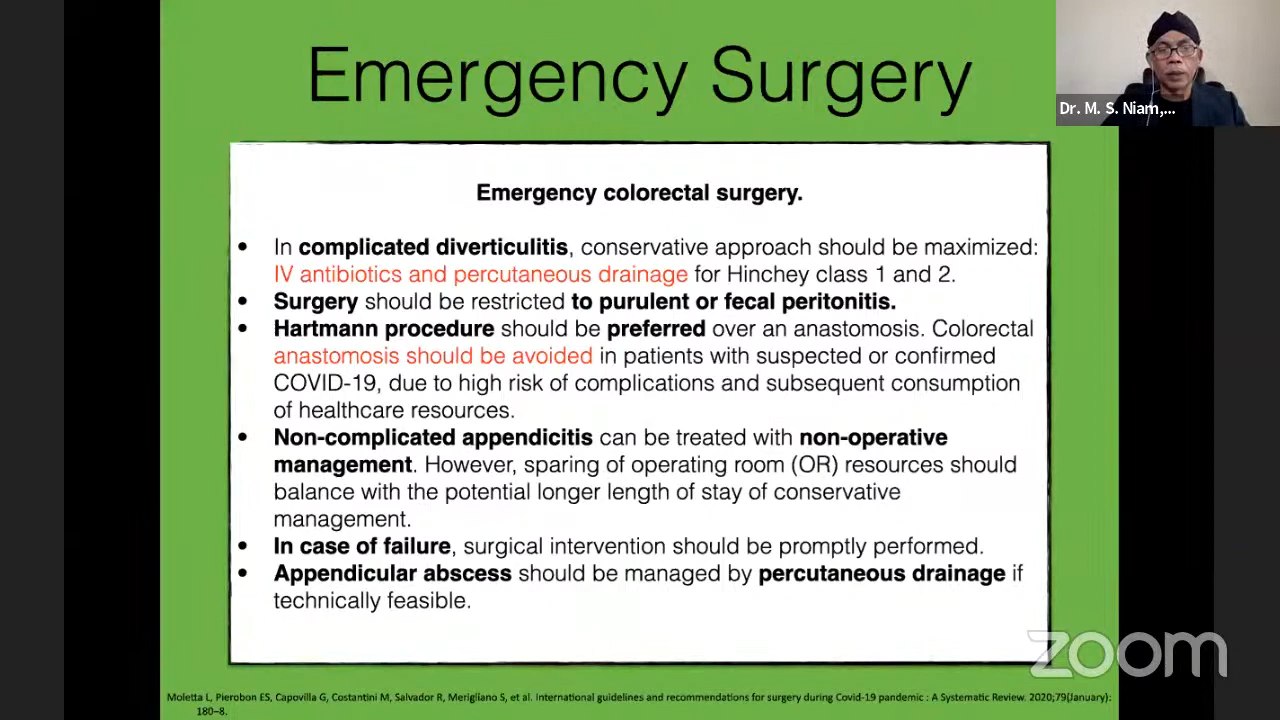 Emergency Surgery
Dr. M. S. Niam,...
Emergency colorectal surgery.
• In complicated diverticulitis, conservative approach should be maximized:
IV antibiotics and percutaneous drainage for Hinchey class 1 and 2.
• Surgery should be restricted to purulent or fecal peritonitis.
• Hartmann procedure should be preferred over an anastomosis. Colorectal
anastomosis should be avoided in patients with suspected or confirmed
COVID-19, due to high risk of complications and subsequent consumption
of healthcare resources.
• Non-complicated appendicitis can be treated with non-operative
management. However, sparing of operating room (OR) resources should
balance with the potential longer length of stay of conservative
management.
• In case of failure, surgical intervention should be promptly performed.
• Appendicular abscess should be managed by percutaneous drainage if
technically feasible.
zoom
Moletta L, Pierobon ES, Capovilla G, Costantini M, Salvador R, Merigliano S, et al. International guidelines and recommendations for surgery during Covid-19 pandemic : A Systematic Review. 2020;79(January):
180–8.